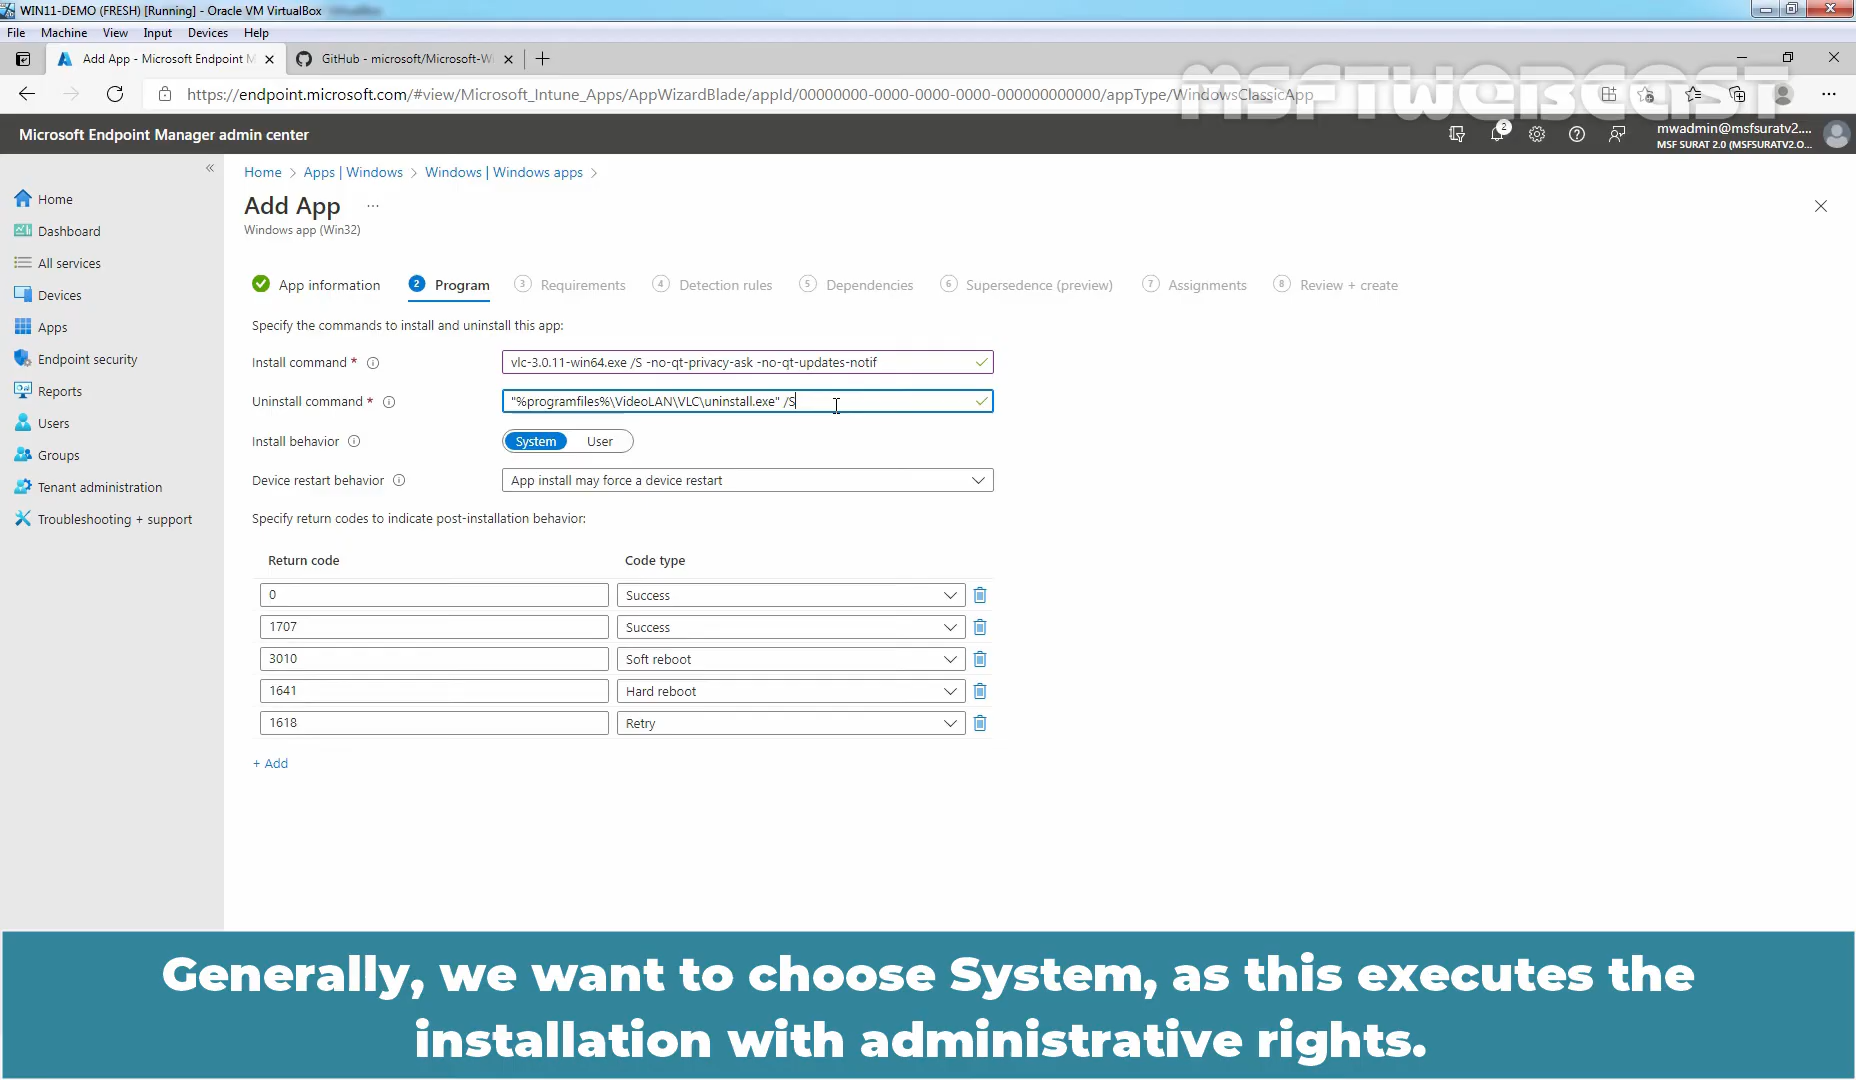 WIN11-DEMO (FRESH) [Running] - Oracle VM VirtualBox
File Machine View Input Devices Help
Add App - Microsoft Endpoint M
GitHub - microsoft/Microsoft-Wi
https://endpoint.microsoft.com/#view/Microsoft_Intune_Apps/AppWizardBlade/appId/00000000-0000-0000-0000-000000000000/appType/WindowsClassicApp
MSFTWEBCAST
Microsoft Endpoint Manager admin center
2
mwadmin@msfsuratv2....
MSF SURAT 2.0 (MSFSURATV2.O...
Home
Dashboard
All services
Devices
Apps
Endpoint security
Reports
Users
Groups
Tenant administration
Troubleshooting + support
Home > Apps | Windows > Windows | Windows apps >
Add App ...
Windows app (Win32)
App information
2 Program
3 Requirements
4 Detection rules
5 Dependencies
6 Supersedence (preview)
7 Assignments
8 Review + create
Specify the commands to install and uninstall this app:
Install command * vlc-3.0.11-win64.exe /S -no-qt-privacy-ask -no-qt-updates-notif
Uninstall command * "%programfiles%\VideoLAN\VLC\uninstall.exe" /S
Install behavior System User
Device restart behavior App install may force a device restart
Specify return codes to indicate post-installation behavior:
Return code Code type
0 Success
1707 Success
3010 Soft reboot
1641 Hard reboot
1618 Retry
+ Add
Generally, we want to choose System, as this executes the
installation with administrative rights.